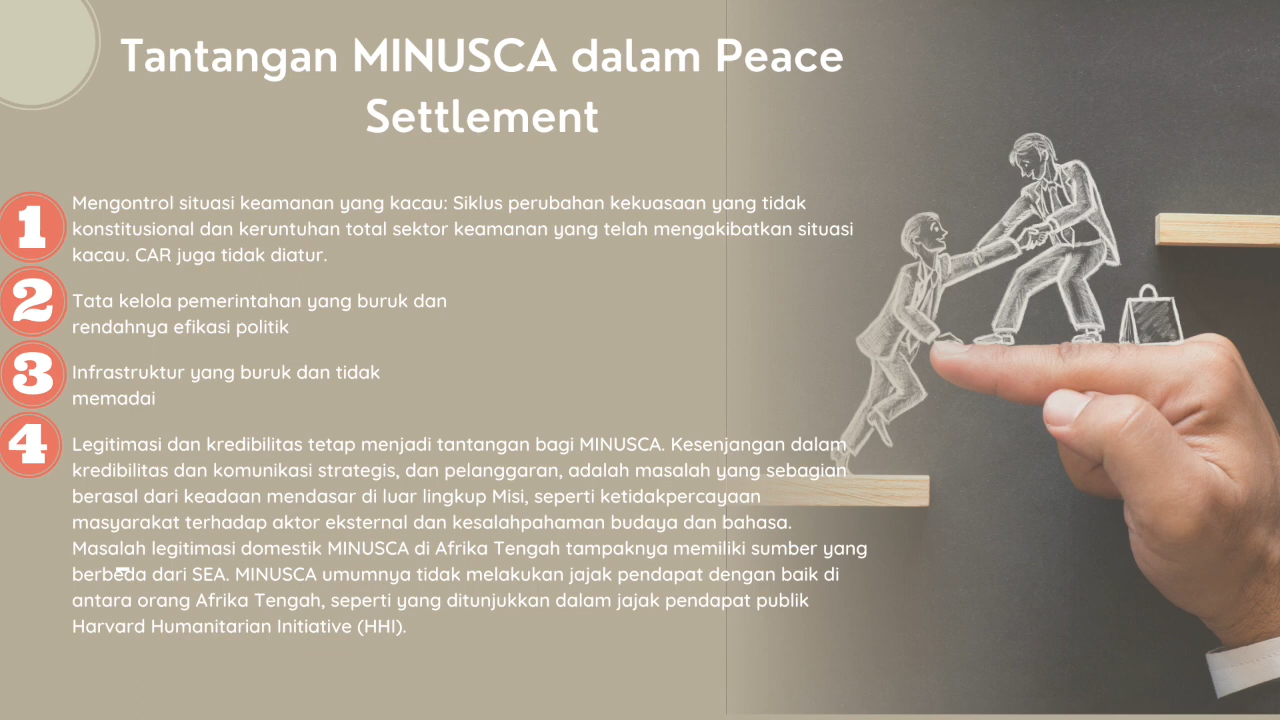 Tantangan MINUSCA dalam Peace
Settlement
1
Mengontrol situasi keamanan yang kacau: Siklus perubahan kekuasaan yang tidak
konstitusional dan keruntuhan total sektor keamanan yang telah mengakibatkan situasi
kacau. CAR juga tidak diatur.
2
Tata kelola pemerintahan yang buruk dan
rendahnya efikasi politik
3
Infrastruktur yang buruk dan tidak
memadai
4
Legitimasi dan kredibilitas tetap menjadi tantangan bagi MINUSCA. Kesenjangan dalam
kredibilitas dan komunikasi strategis, dan pelanggaran, adalah masalah yang sebagian
berasal dari keadaan mendasar di luar lingkup Misi, seperti ketidakpercayaan
masyarakat terhadap aktor eksternal dan kesalahpahaman budaya dan bahasa.
Masalah legitimasi domestik MINUSCA di Afrika Tengah tampaknya memiliki sumber yang
berbeda dari SEA. MINUSCA umumnya tidak melakukan jajak pendapat dengan baik di
antara orang Afrika Tengah, seperti yang ditunjukkan dalam jajak pendapat publik
Harvard Humanitarian Initiative (HHI).